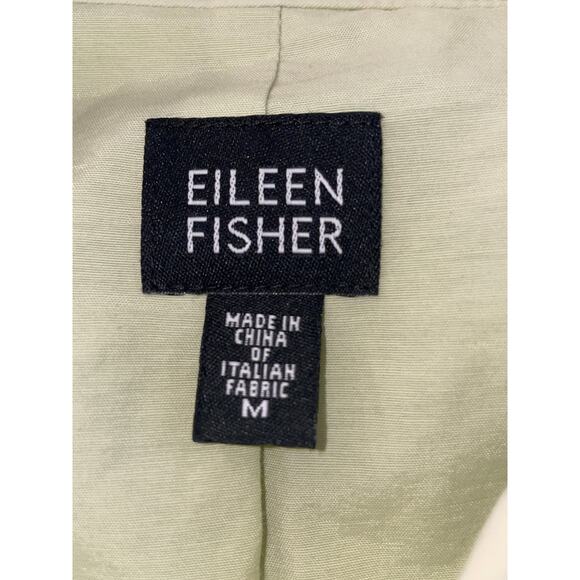 EILEEN
FISHER
MADE IN
CHINA
OF
ITALIAN
FABRIC
M